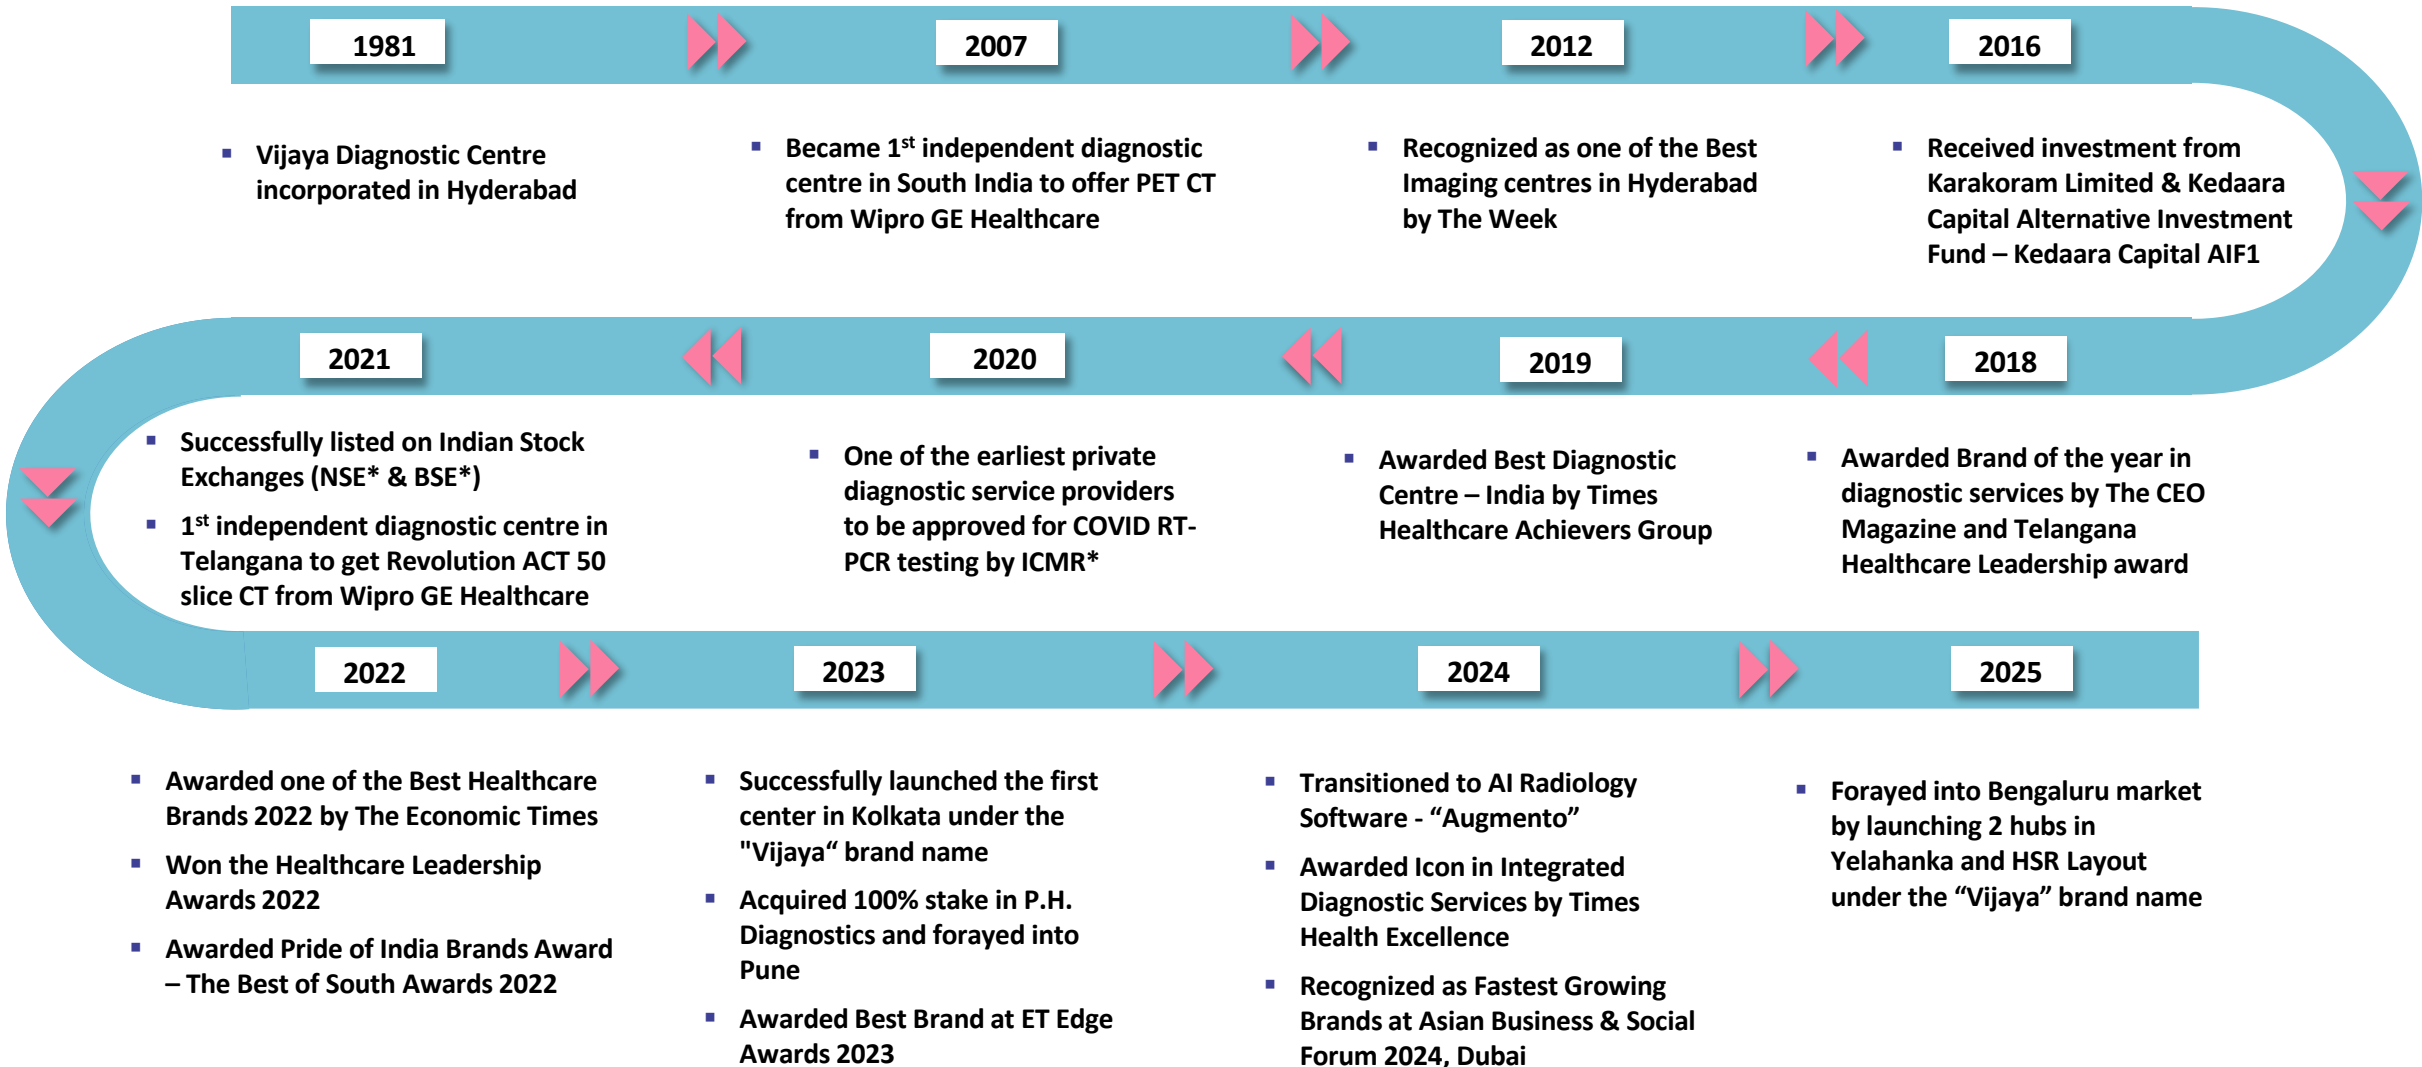 1981
▪ Vijaya Diagnostic Centre
incorporated in Hyderabad
2007
▪ Became 1st independent diagnostic
centre in South India to offer PET CT
from Wipro GE Healthcare
2012
▪ Recognized as one of the Best
Imaging centres in Hyderabad
by The Week
2016
▪ Received investment from
Karakoram Limited & Kedaara
Capital Alternative Investment
Fund – Kedaara Capital AIF1
2018
▪ Awarded Brand of the year in
diagnostic services by The CEO
Magazine and Telangana
Healthcare Leadership award
2019
▪ Awarded Best Diagnostic
Centre – India by Times
Healthcare Achievers Group
2020
▪ One of the earliest private
diagnostic service providers
to be approved for COVID RT-
PCR testing by ICMR*
2021
▪ Successfully listed on Indian Stock
Exchanges (NSE* & BSE*)
▪ 1st independent diagnostic centre in
Telangana to get Revolution ACT 50
slice CT from Wipro GE Healthcare
2022
▪ Awarded one of the Best Healthcare
Brands 2022 by The Economic Times
▪ Won the Healthcare Leadership
Awards 2022
▪ Awarded Pride of India Brands Award
– The Best of South Awards 2022
2023
▪ Successfully launched the first
center in Kolkata under the
"Vijaya“ brand name
▪ Acquired 100% stake in P.H.
Diagnostics and forayed into
Pune
▪ Awarded Best Brand at ET Edge
Awards 2023
2024
▪ Transitioned to AI Radiology
Software - “Augmento”
▪ Awarded Icon in Integrated
Diagnostic Services by Times
Health Excellence
▪ Recognized as Fastest Growing
Brands at Asian Business & Social
Forum 2024, Dubai
2025
▪ Forayed into Bengaluru market
by launching 2 hubs in
Yelahanka and HSR Layout
under the “Vijaya” brand name